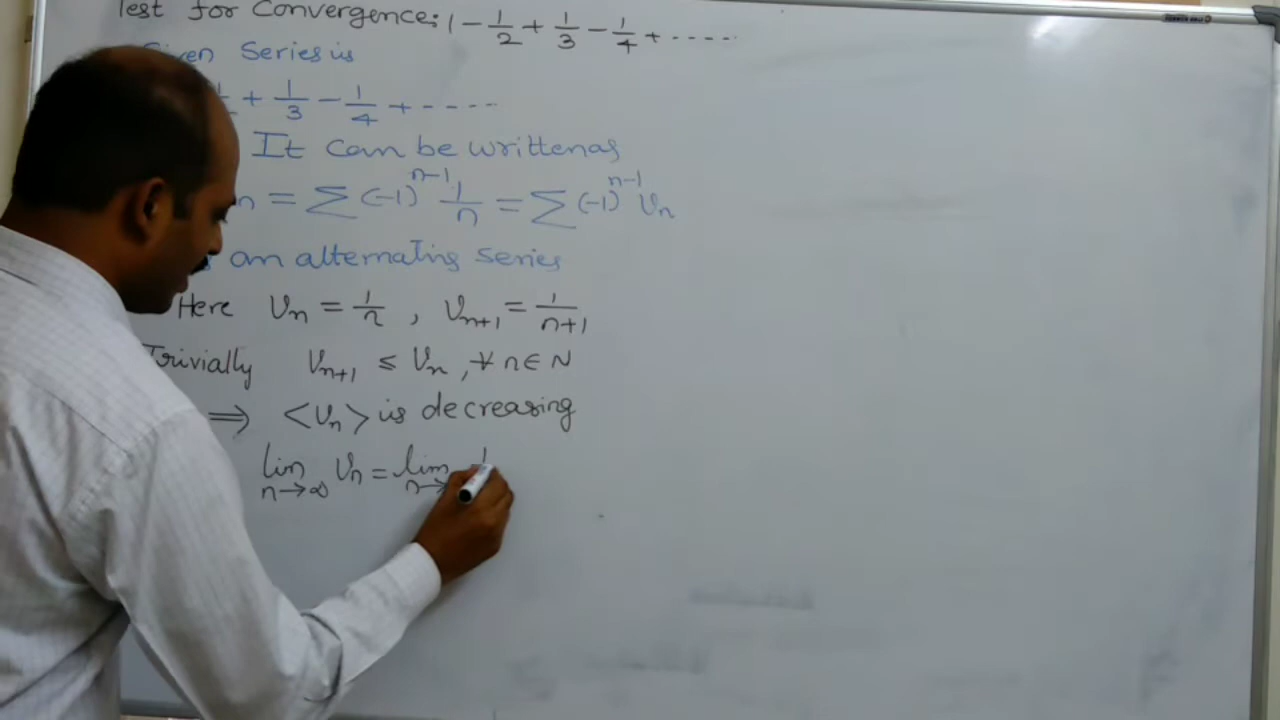 Test for Convergence: 1 - 1/2 + 1/3 - 1/4 + .....
Series is
+ 1/3 - 1/4 + - - - - -
It can be writtenas
n = ∑ (-1)^{n-1} 1/n = ∑ (-1)^{n-1} Un
an alternating series
Here Un = 1/n , Un+1 = 1/n+1
Trivially Un+1 ≤ Un , ∀ n ∈ N
⟹ <Un> is decreasing
lim n→∞ Un = lim n→ 1